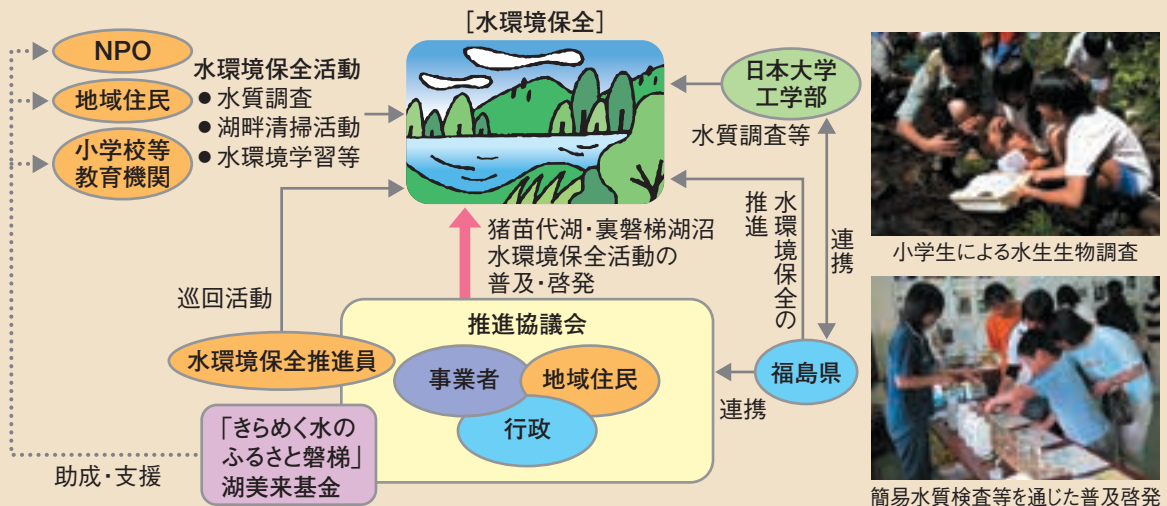 [水環境保全]
NPO
地域住民
小学校等
教育機関
水環境保全活動
● 水質調査
● 湖畔清掃活動
● 水環境学習等
日本大学
工学部
水質調査等
水環境保全の
推進
連携
猪苗代湖・裏磐梯湖沼
水環境保全活動の
普及・啓発
巡回活動
推進協議会
水環境保全推進員
事業者
地域住民
行政
福島県
連携
「きらめく水の
ふるさと磐梯」
湖美来基金
助成・支援
小学生による水生生物調査
簡易水質検査等を通じた普及啓発